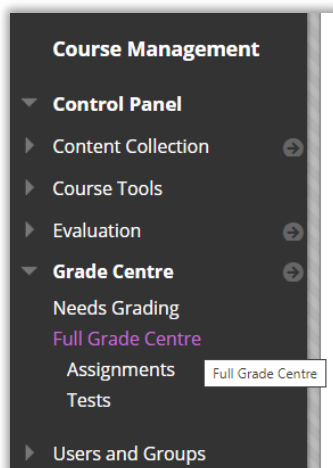 Course Management
Control Panel
Content Collection
Course Tools
Evaluation
Grade Centre
Needs Grading
Full Grade Centre
Assignments
Full Grade Centre
Tests
Users and Groups